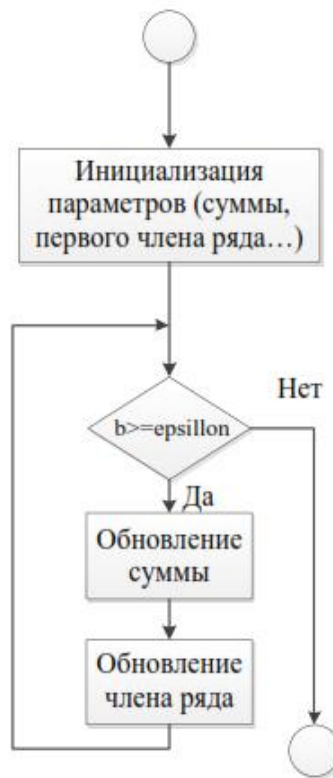 Инициализация
параметров (суммы,
первого члена ряда...)
Нет
b>=epsillon
Да
Обновление
суммы
Обновление
члена ряда